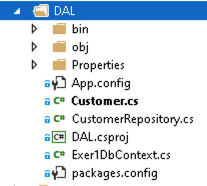 DAL
bin
obj
Properties
App.config
C# Customer.cs
C# CustomerRepository.cs
C# DAL.csproj
C# Exer1DbContext.cs
packages.config